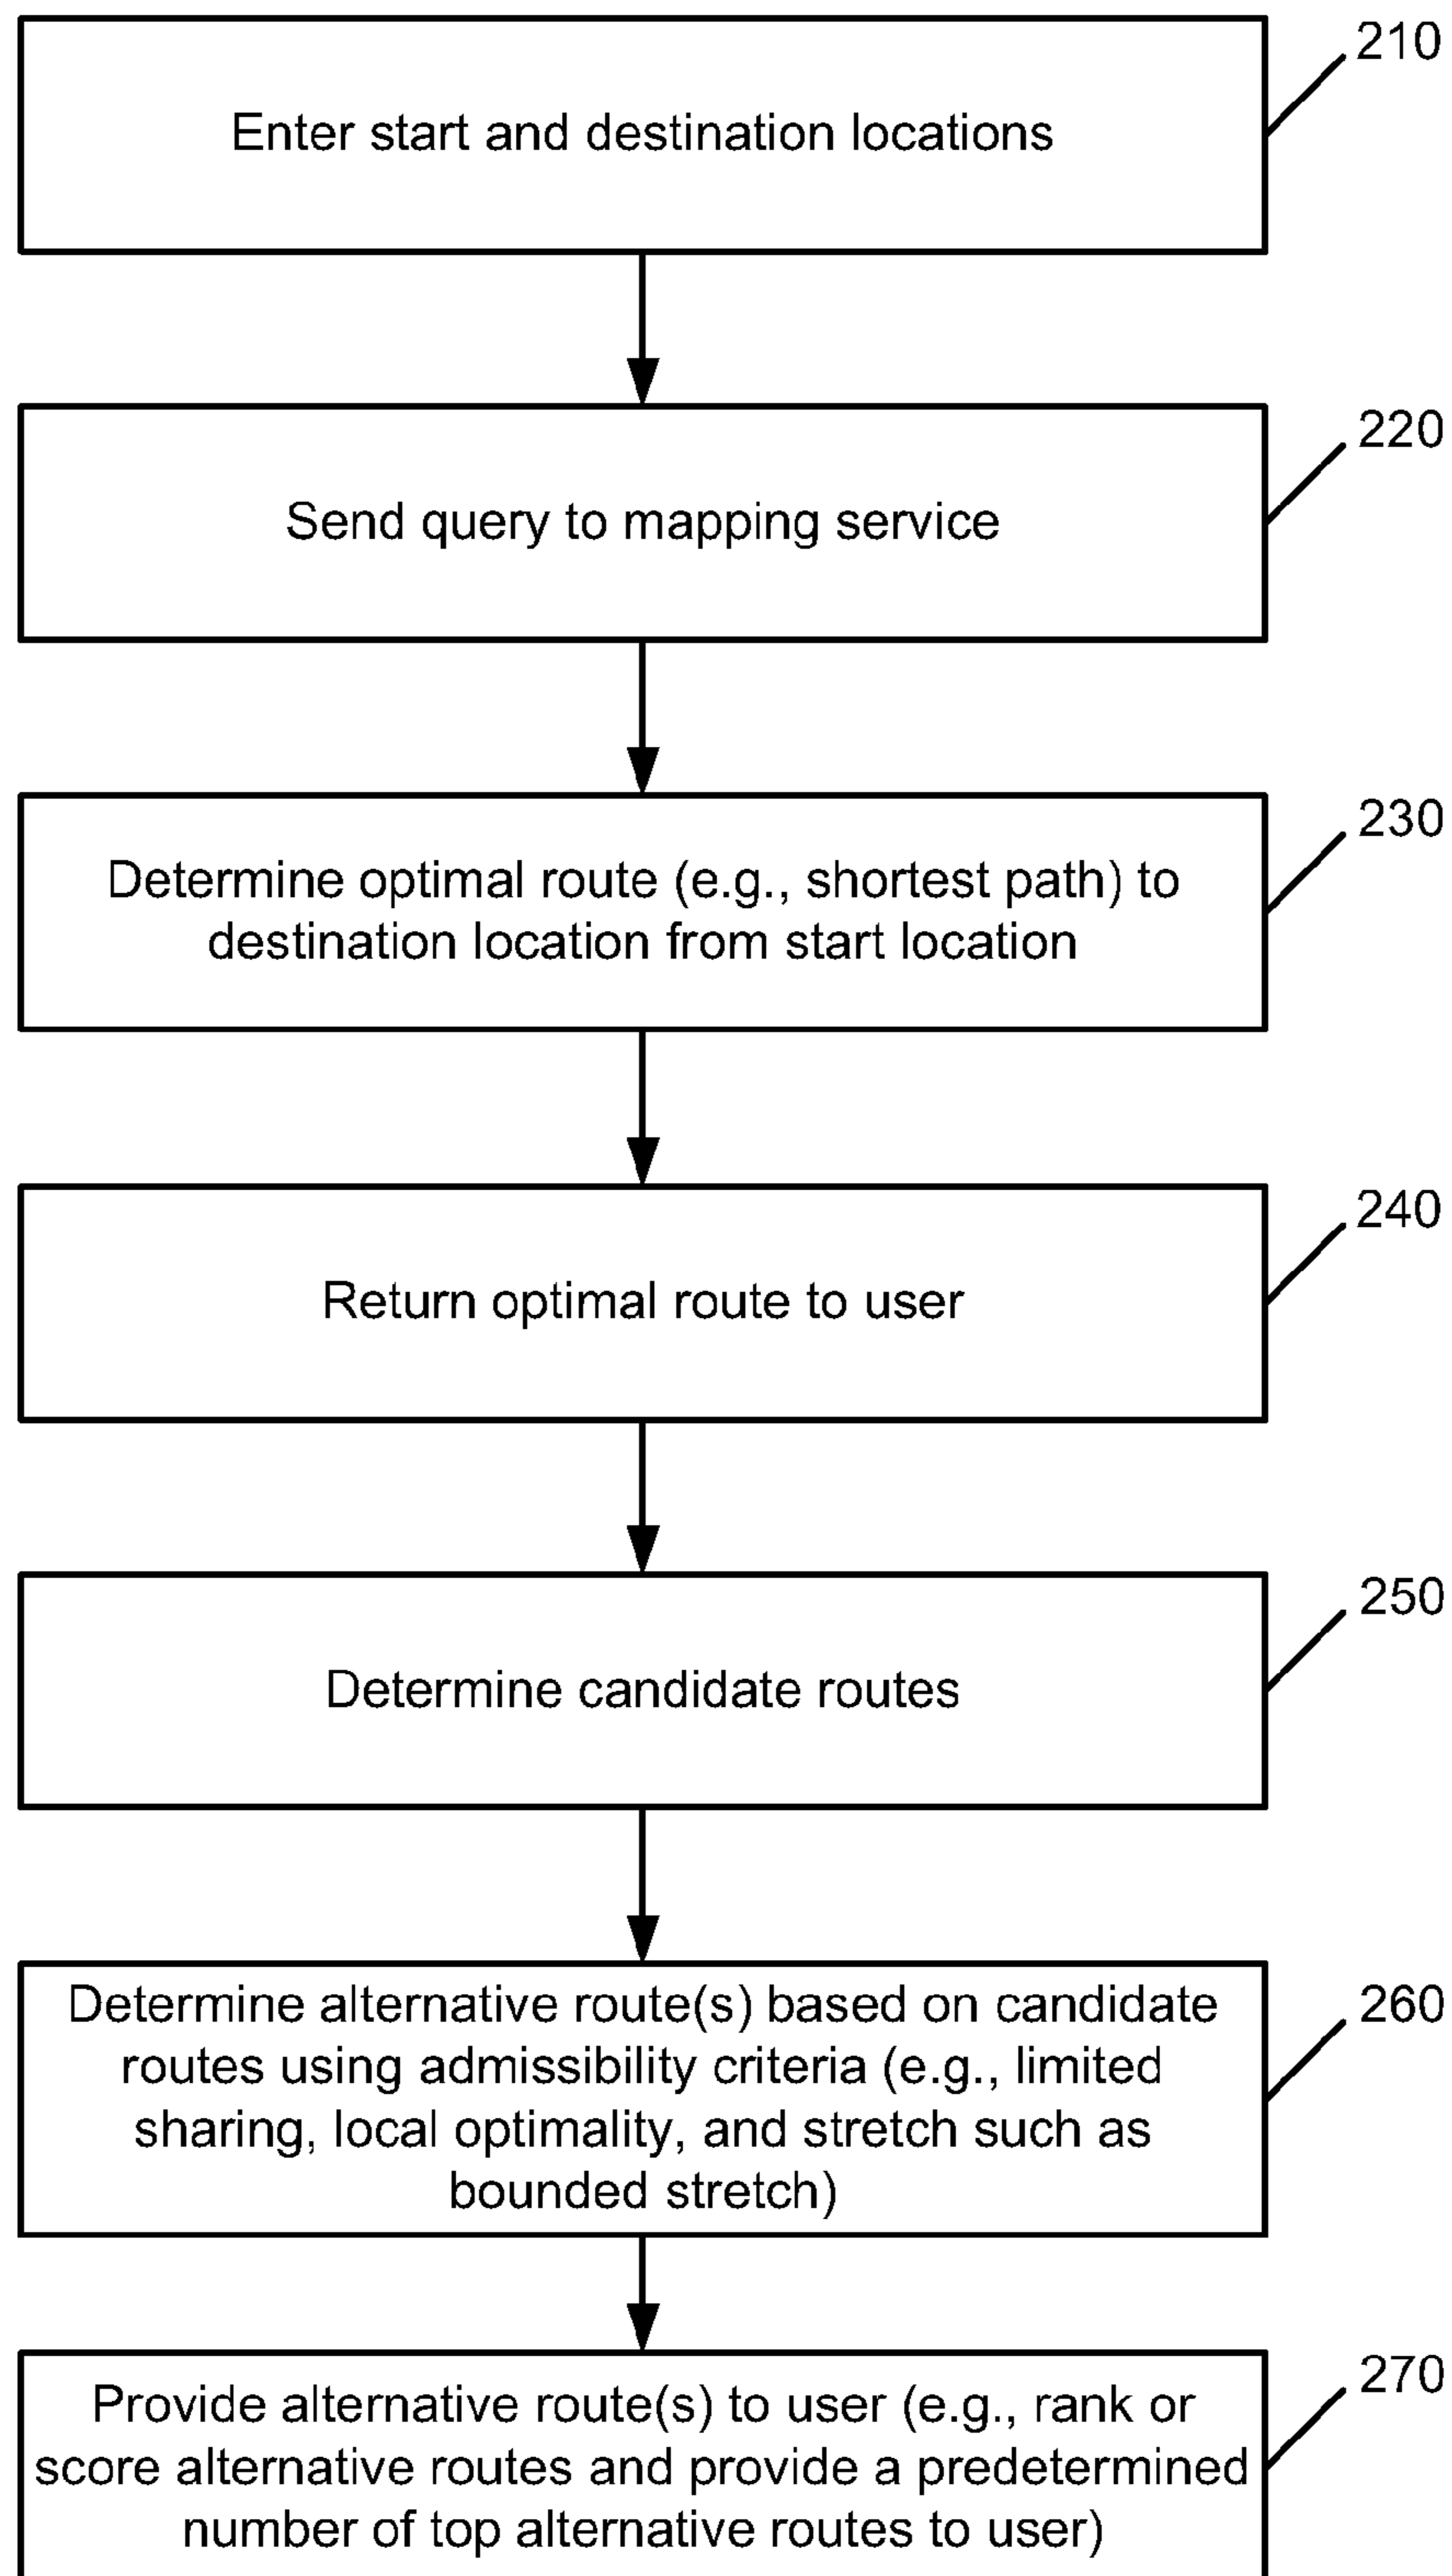 210
Enter start and destination locations
220
Send query to mapping service
230
Determine optimal route (e.g., shortest path) to
destination location from start location
240
Return optimal route to user
250
Determine candidate routes
260
Determine alternative route(s) based on candidate
routes using admissibility criteria (e.g., limited
sharing, local optimality, and stretch such as
bounded stretch)
270
Provide alternative route(s) to user (e.g., rank or
score alternative routes and provide a predetermined
number of top alternative routes to user)